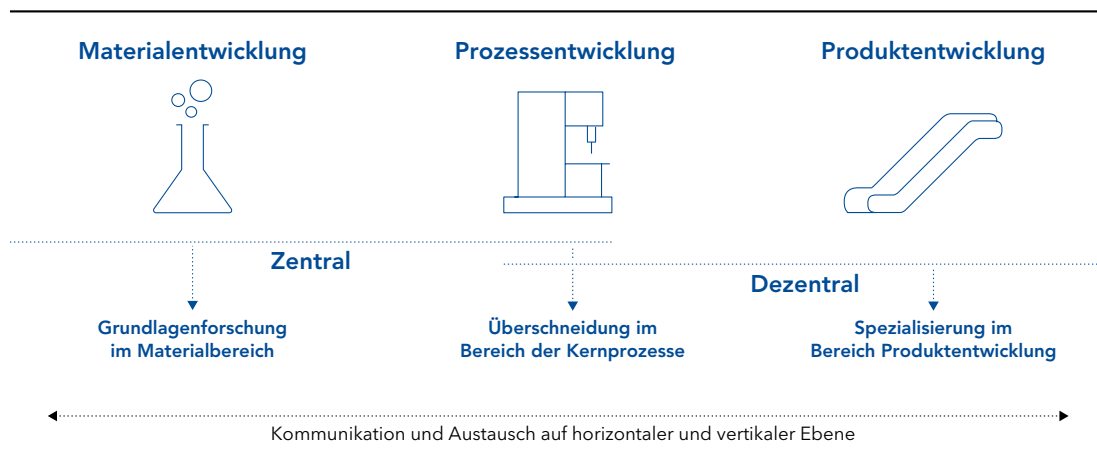 Materialentwicklung
Prozessentwicklung
Produktentwicklung
Zentral
Dezentral
Grundlagenforschung
im Materialbereich
Überschneidung im
Bereich der Kernprozesse
Spezialisierung im
Bereich Produktentwicklung
Kommunikation und Austausch auf horizontaler und vertikaler Ebene